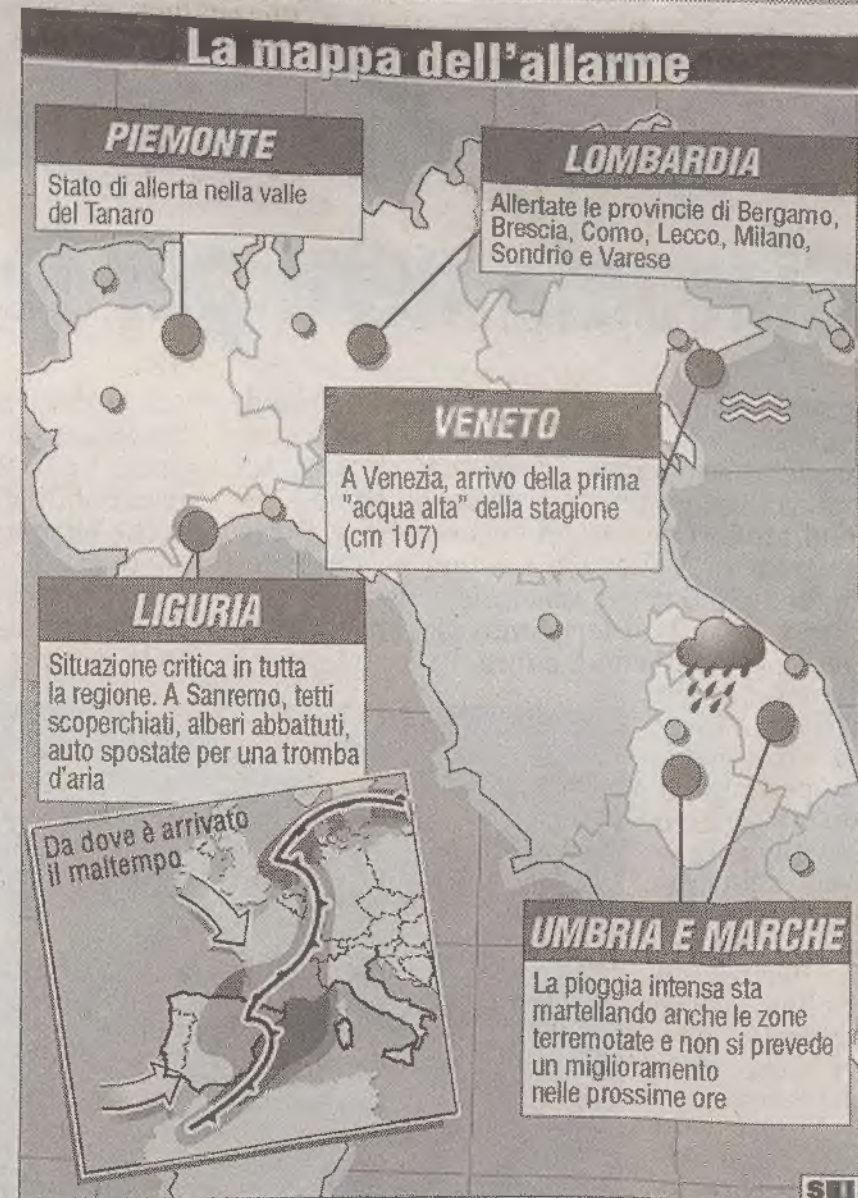 La mappa dell'allarme
PIEMONTE
Stato di allerta nella valle
del Tanaro
LOMBARDIA
Allertate le provincie di Bergamo,
Brescia, Como, Lecco, Milano,
Sondrio e Varese
VENETO
A Venezia, arrivo della prima
"acqua alta" della stagione
(cm 107)
LIGURIA
Situazione critica in tutta
la regione. A Sanremo, tetti
scoperchiati, alberi abbattuti,
auto spostate per una tromba
d'aria
Da dove è arrivato
il maltempo
UMBRIA E MARCHE
La pioggia intensa sta
martellando anche le zone
terremotate e non si prevede
un miglioramento
nelle prossime ore